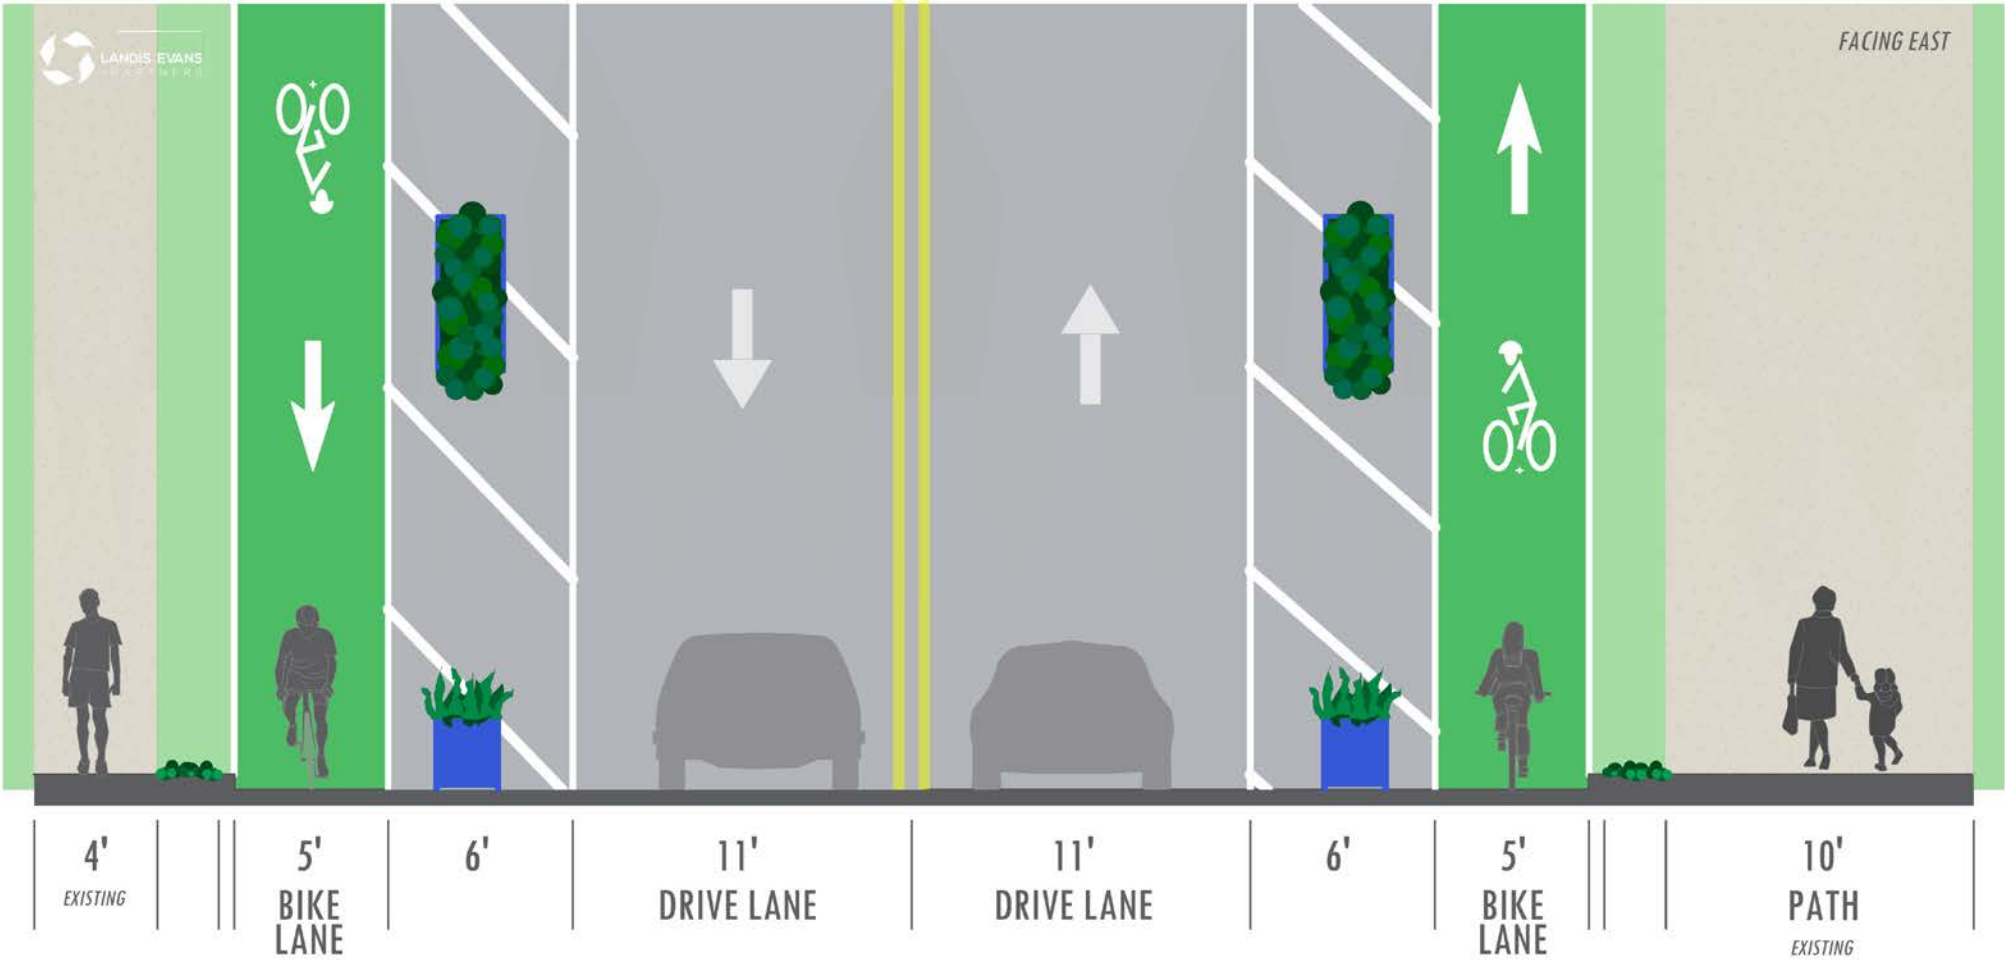 LANDIS EVANS
+PARTNERS
FACING EAST
4'
EXISTING
5'
BIKE
LANE
6'
11'
DRIVE LANE
11'
DRIVE LANE
6'
5'
BIKE
LANE
10'
PATH
EXISTING